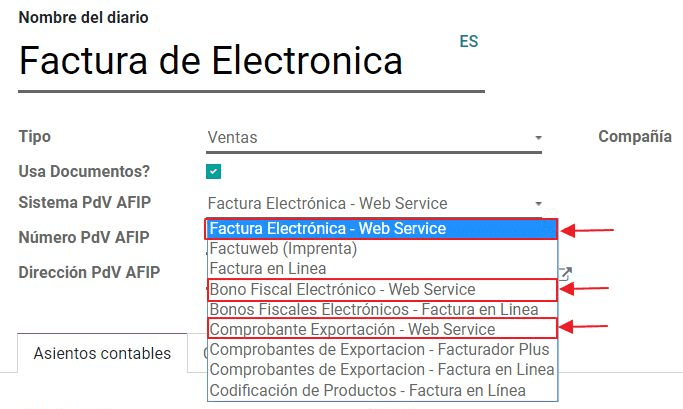 Nombre del diario
ES
Factura de Electronica
Tipo
Ventas
Compañía
Usa Documentos?
Sistema PdV AFIP
Factura Electrónica - Web Service
Número PdV AFIP
Dirección PdV AFIP
Factura Electrónica - Web Service
Factuweb (Imprenta)
Factura en Linea
Bono Fiscal Electrónico - Web Service
Bonos Fiscales Electrónicos - Factura en Linea
Comprobante Exportación - Web Service
Comprobantes de Exportacion - Facturador Plus
Comprobantes de Exportacion - Factura en Linea
Codificación de Productos - Factura en Línea
Asientos contables